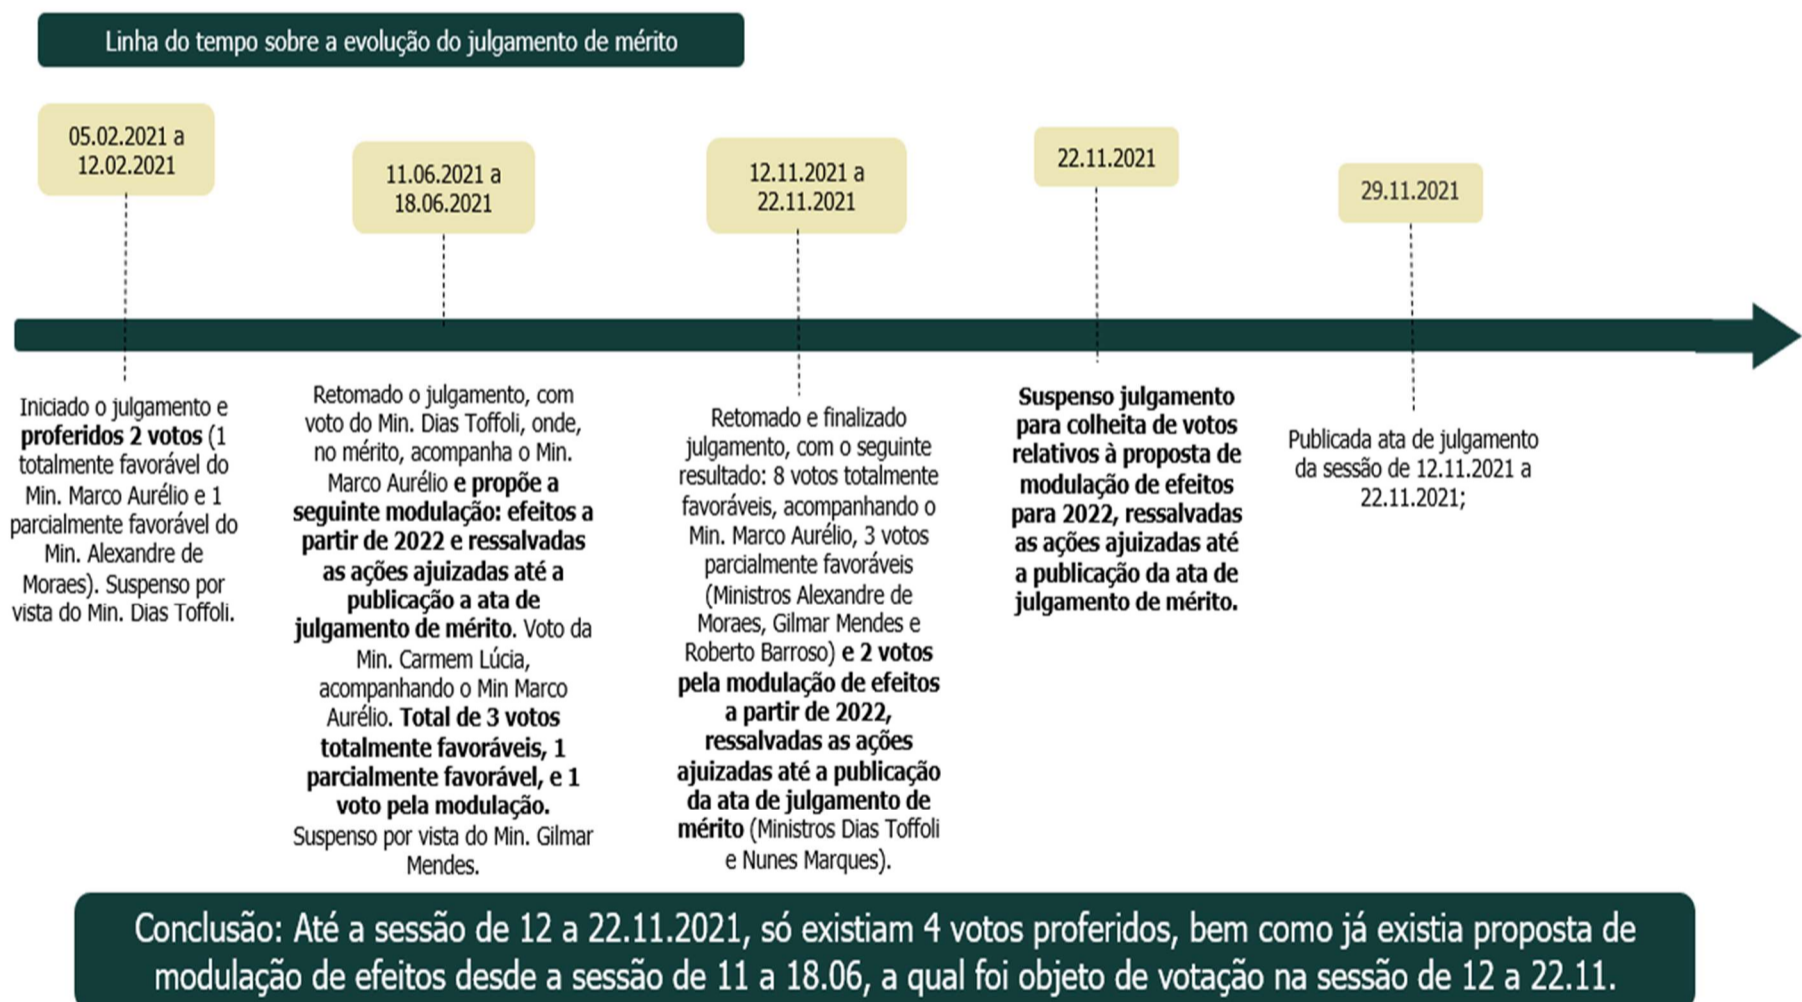 Linha do tempo sobre a evolução do julgamento de mérito
05.02.2021 a
12.02.2021
11.06.2021 a
18.06.2021
12.11.2021 a
22.11.2021
22.11.2021
29.11.2021
Iniciado o julgamento e
proferidos 2 votos (1
totalmente favorável do
Min. Marco Aurélio e 1
parcialmente favorável do
Min. Alexandre de
Moraes). Suspenso por
vista do Min. Dias Toffoli.
Retomado o julgamento, com
voto do Min. Dias Toffoli, onde,
no mérito, acompanha o Min.
Marco Aurélio e propõe a
seguinte modulação: efeitos a
partir de 2022 e ressalvadas
as ações ajuizadas até a
publicação a ata de
julgamento de mérito. Voto da
Min. Carmem Lúcia,
acompanhando o Min Marco
Aurélio. Total de 3 votos
totalmente favoráveis, 1
parcialmente favorável, e 1
voto pela modulação.
Suspenso por vista do Min. Gilmar
Mendes.
Retomado e finalizado
julgamento, com o seguinte
resultado: 8 votos totalmente
favoráveis, acompanhando o
Min. Marco Aurélio, 3 votos
parcialmente favoráveis
(Ministros Alexandre de
Moraes, Gilmar Mendes e
Roberto Barroso) e 2 votos
pela modulação de efeitos
a partir de 2022,
ressalvadas as ações
ajuizadas até a publicação
da ata de julgamento de
mérito (Ministros Dias Toffoli
e Nunes Marques).
Suspenso julgamento
para colheita de votos
relativos à proposta de
modulação de efeitos
para 2022, ressalvadas
as ações ajuizadas até
a publicação da ata de
julgamento de mérito.
Publicada ata de julgamento
da sessão de 12.11.2021 a
22.11.2021;
Conclusão: Até a sessão de 12 a 22.11.2021, só existiam 4 votos proferidos, bem como já existia proposta de
modulação de efeitos desde a sessão de 11 a 18.06, a qual foi objeto de votação na sessão de 12 a 22.11.